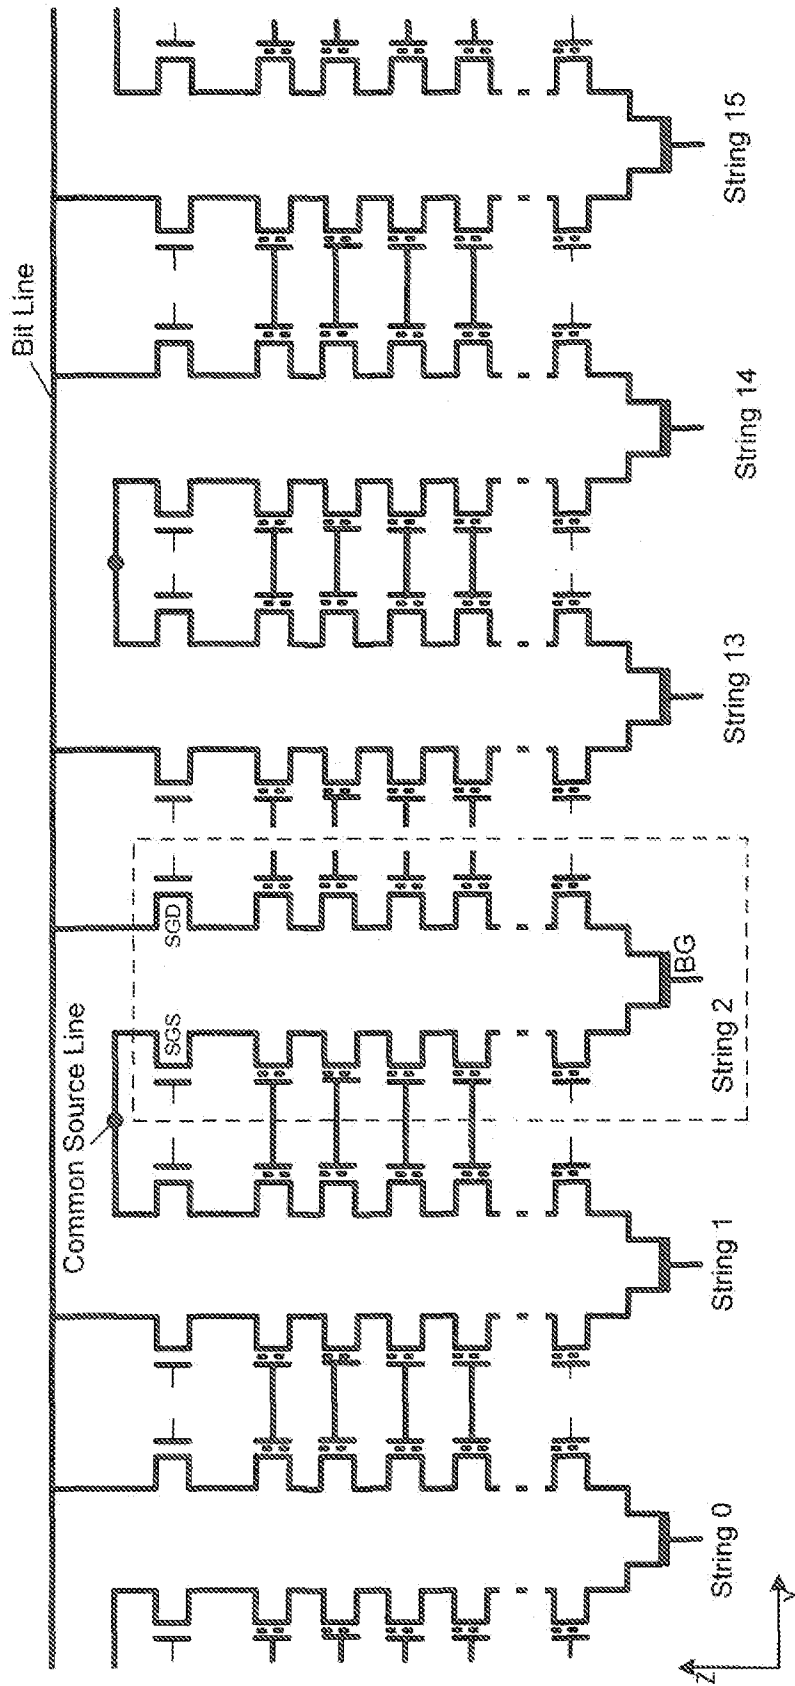 Bit Line
Common Source Line
SGS
SGD
BG
String 0
String 1
String 2
String 13
String 14
String 15
Z
Y